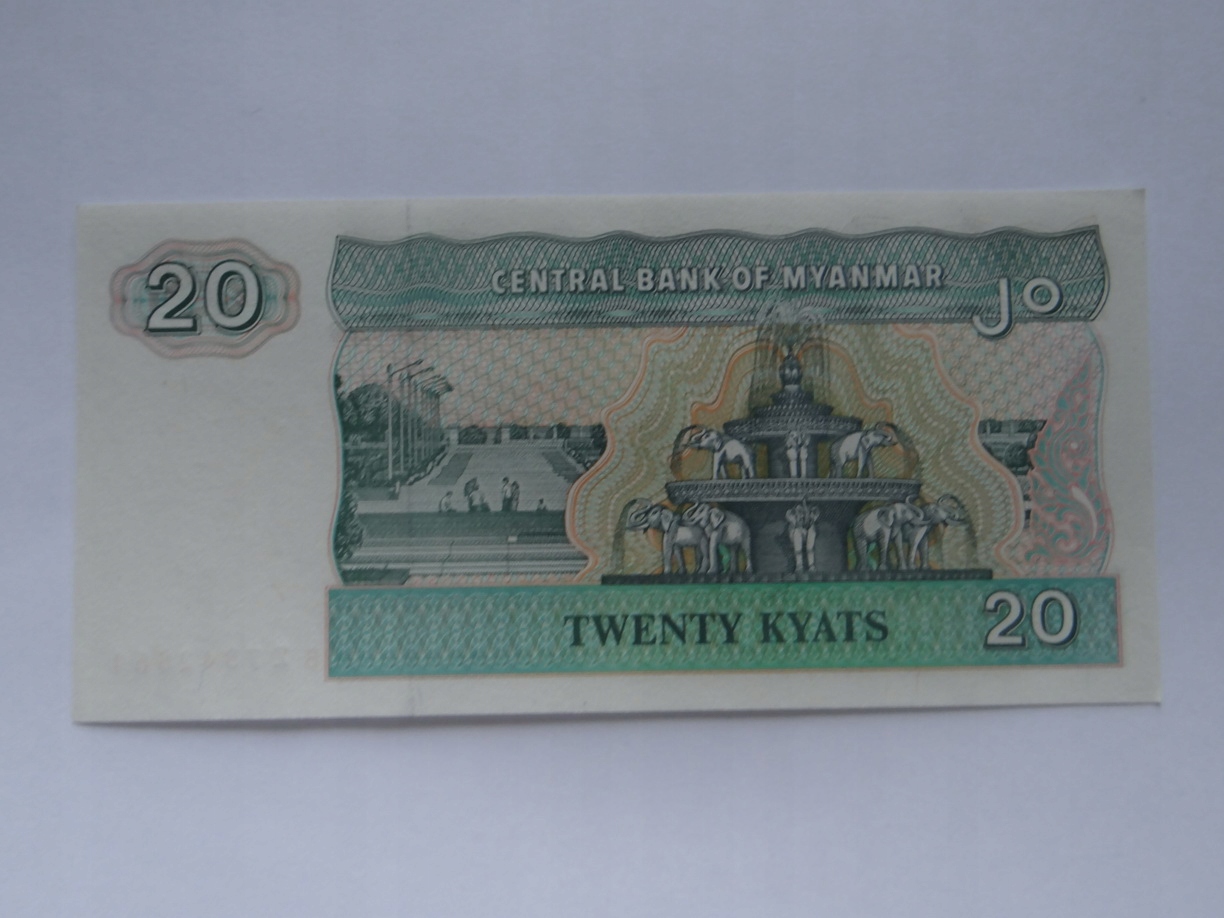 20
CENTRAL BANK OF MYANMAR
၂၀
TWENTY KYATS
20